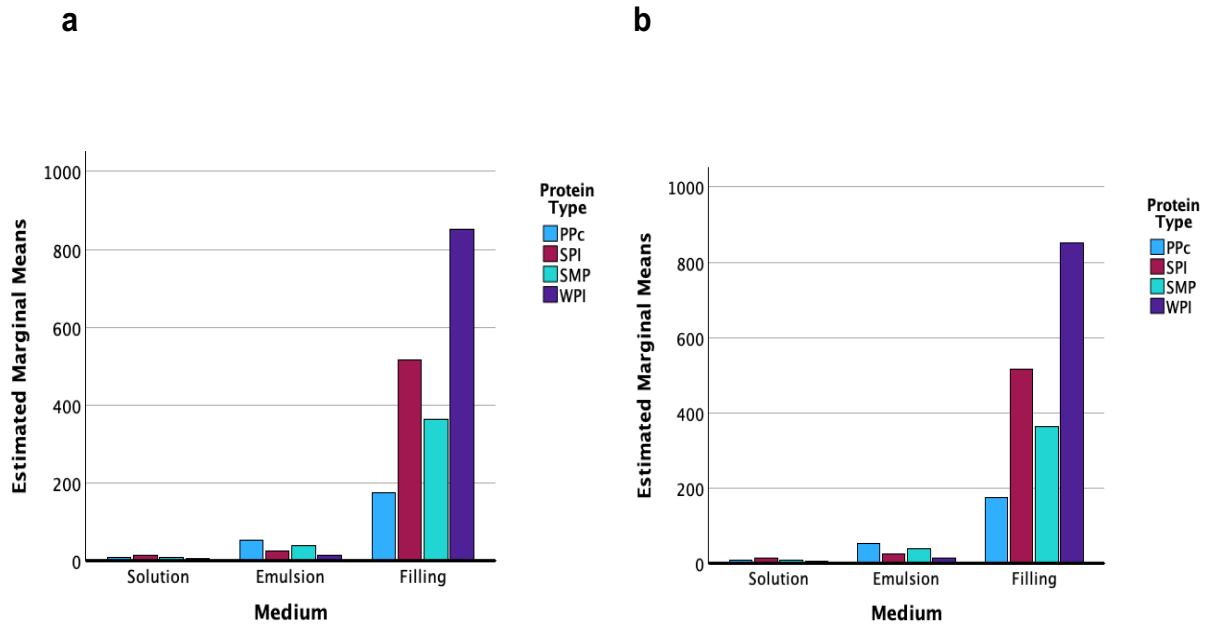 a
Estimated Marginal Means
1000
800
600
400
200
0
Solution Emulsion Filling
Medium
Protein
Type
PPc
SPI
SMP
WPI
b
Estimated Marginal Means
1000
800
600
400
200
0
Solution Emulsion Filling
Medium
Protein
Type
PPc
SPI
SMP
WPI